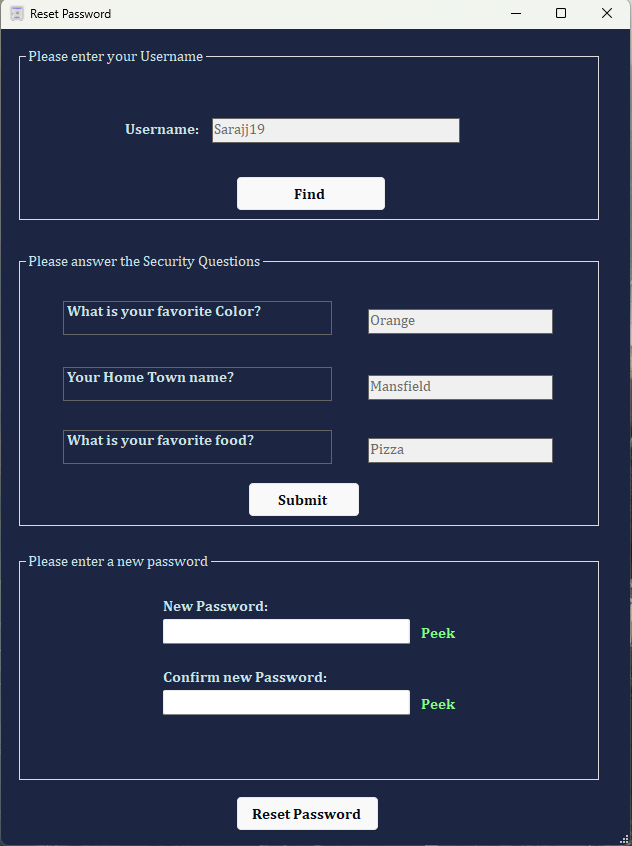 Reset Password
Please enter your Username
Username: Sarajj19
Find
Please answer the Security Questions
What is your favorite Color? Orange
Your Home Town name? Mansfield
What is your favorite food? Pizza
Submit
Please enter a new password
New Password:
Peek
Confirm new Password:
Peek
Reset Password